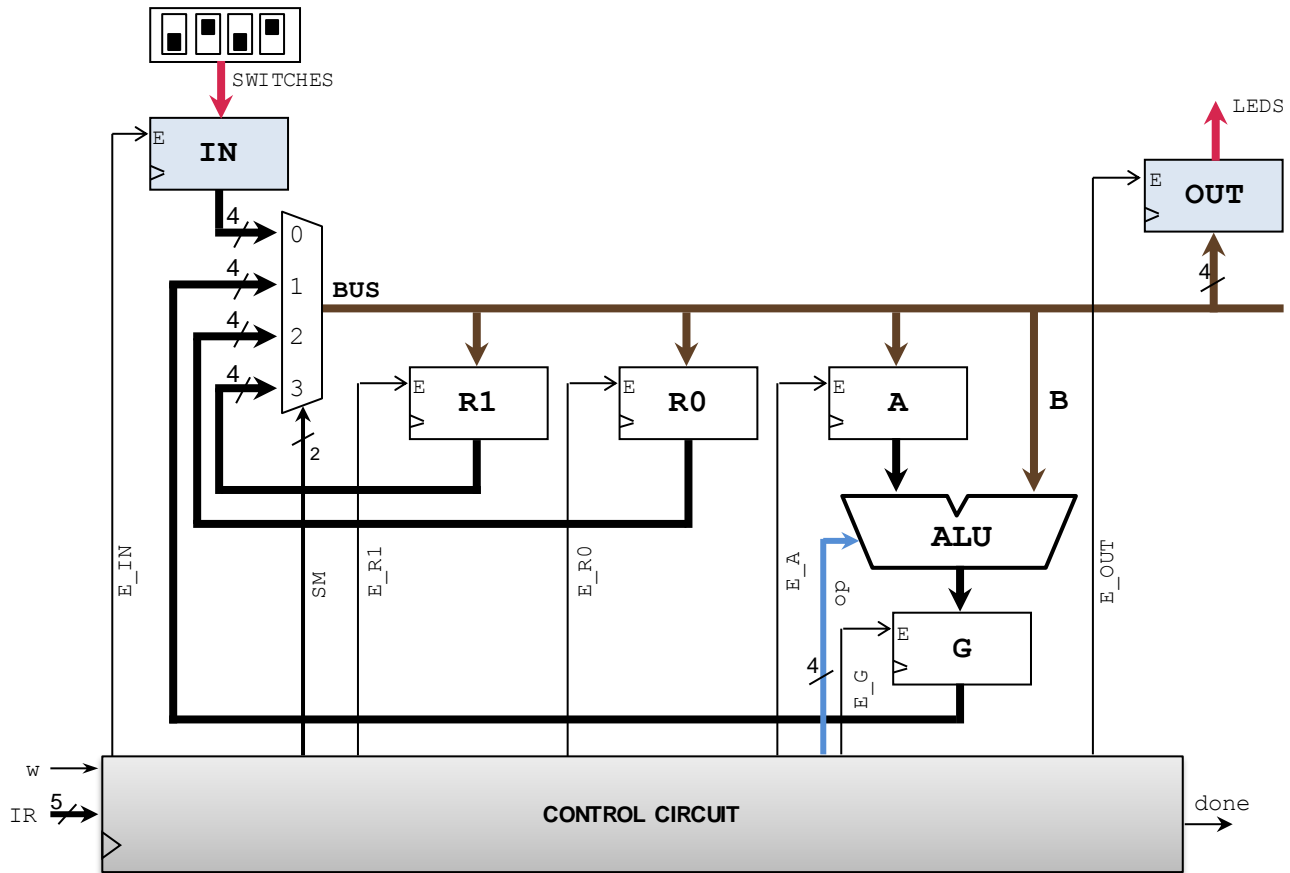 SWITCHES
LEDS
E
IN
E
OUT
4
0
4
4
1
BUS
4
2
4
3
E
R1
E
R0
E
A
B
2
ALU
E_IN
SM
E_R1
E_R0
E_A
op
E_OUT
E
G
4
E_G
w
IR
5
CONTROL CIRCUIT
done